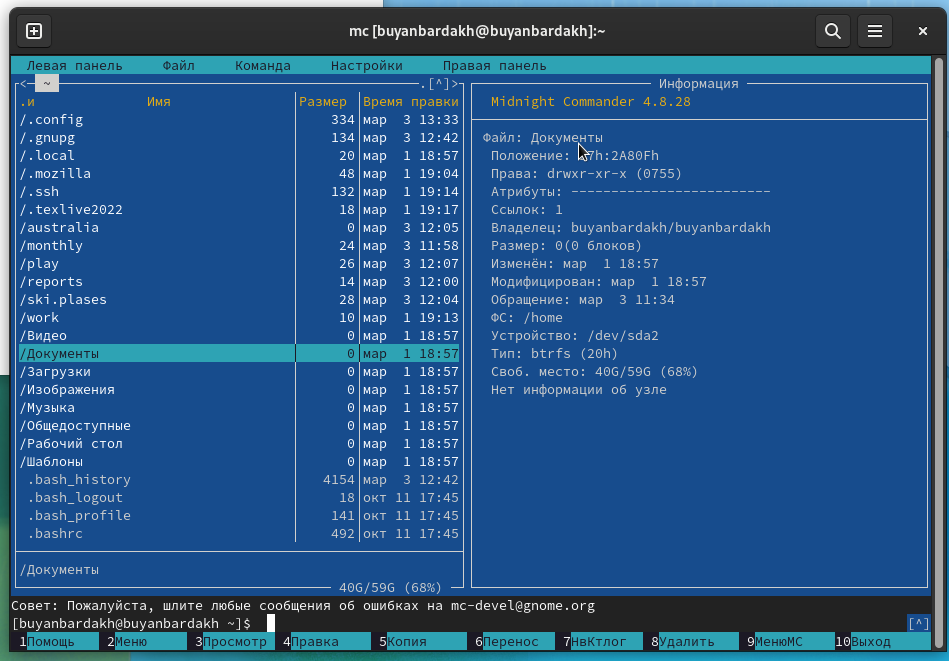 mc [buyanbardakh@buyanbardakh]:~
Левая панель Файл Команда Настройки Правая панель
<─ ~ .[^]>
.и Имя Размер Время правки
/.config 334 мар 3 13:33
/.gnupg 134 мар 3 12:42
/.local 20 мар 1 18:57
/.mozilla 48 мар 1 19:04
/.ssh 132 мар 1 19:14
/.texlive2022 18 мар 1 19:17
/australia 0 мар 3 12:05
/monthly 24 мар 3 11:58
/play 26 мар 3 12:07
/reports 14 мар 3 12:00
/ski.plases 28 мар 3 12:04
/work 10 мар 1 19:13
/Видео 0 мар 1 18:57
/Документы 0 мар 1 18:57
/Загрузки 0 мар 1 18:57
/Изображения 0 мар 1 18:57
/Музыка 0 мар 1 18:57
/Общедоступные 0 мар 1 18:57
/Рабочий стол 0 мар 1 18:57
/Шаблоны 0 мар 1 18:57
.bash_history 4154 мар 3 12:42
.bash_logout 18 окт 11 17:45
.bash_profile 141 окт 11 17:45
.bashrc 492 окт 11 17:45
/Документы
40G/59G (68%)
Информация
Midnight Commander 4.8.28
Файл: Документы
Положение:
Права: drwxr-xr-x (0755)
Атрибуты: -------------------------
Ссылок: 1
Владелец: buyanbardakh/buyanbardakh
Размер: 0(0 блоков)
Изменён: мар 1 18:57
Модифицирован: мар 1 18:57
Обращение: мар 3 11:34
ФС: /home
Устройство: /dev/sda2
Тип: btrfs (20h)
Своб. место: 40G/59G (68%)
Нет информации об узле
Совет: Пожалуйста, шлите любые сообщения об ошибках на mc-devel@gnome.org
[buyanbardakh@buyanbardakh ~]$ [^]
1Помощь 2Меню 3Просмотр 4Правка 5Копия 6Перенос 7НвКтлог 8Удалить 9МенюМС 10Выход